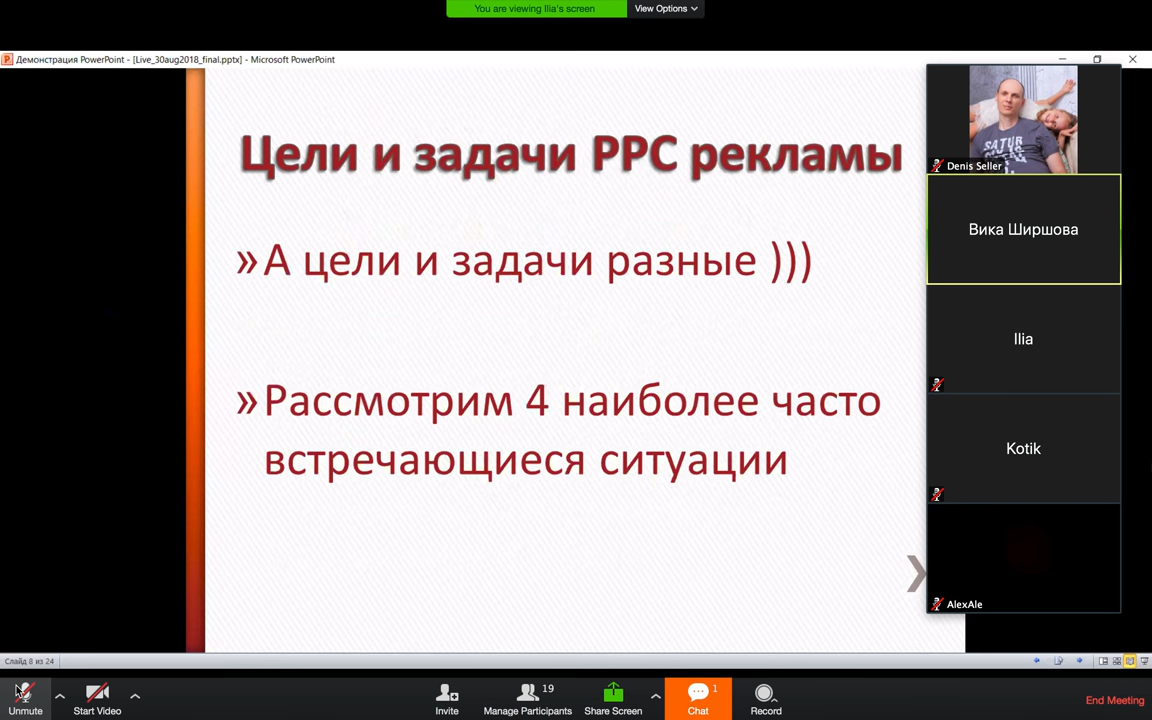 You are viewing Ilia's screen
View Options
Демонстрация PowerPoint - [Live_30aug2018_final.pptx] - Microsoft PowerPoint
Цели и задачи PPC рекламы
» А цели и задачи разные )))
» Рассмотрим 4 наиболее часто
встречающиеся ситуации
SATUR
Denis Seller
Вика Ширшова
Ilia
Kotik
AlexAle
Слайд 8 из 24
Unmute
Start Video
Invite
19
Manage Participants
Share Screen
1
Chat
Record
End Meeting